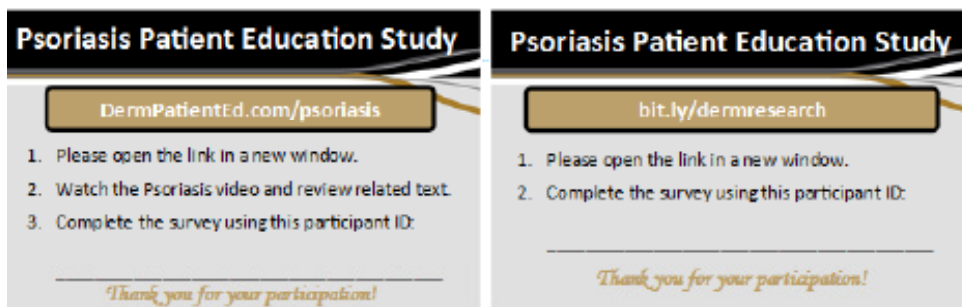 Psoriasis Patient Education Study
DermPatientEd.com/psoriasis
1. Please open the link in a new window.
2. Watch the Psoriasis video and review related text.
3. Complete the survey using this participant ID:
Thank you for your participation!
Psoriasis Patient Education Study
bit.ly/dermresearch
1. Please open the link in a new window.
2. Complete the survey using this participant ID:
Thank you for your participation!